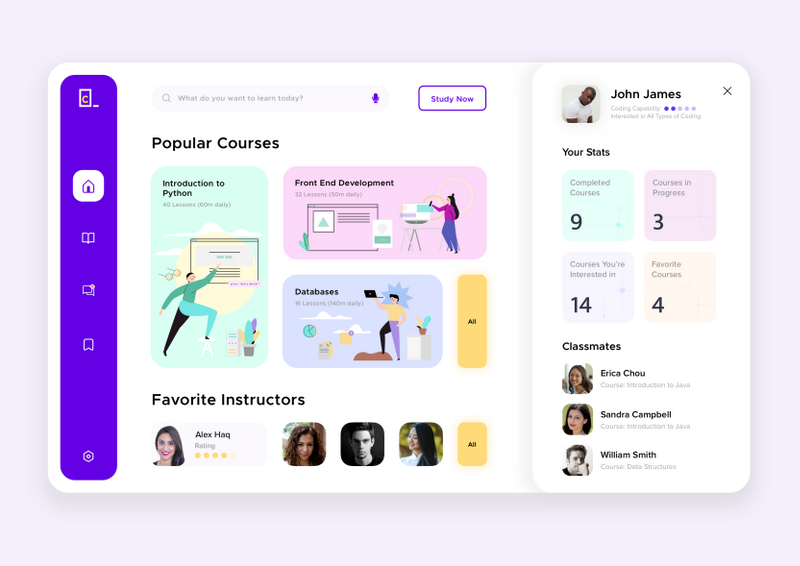 C_
What do you want to learn today?
Study Now
Popular Courses
Introduction to
Python
40 Lessons (60m daily)
Front End Development
32 Lessons (50m daily)
Databases
16 Lessons (140m daily)
All
Favorite Instructors
Alex Haq
Rating
All
John James
Coding Capability:
Interested in All Types of Coding
Your Stats
Completed
Courses
9
Courses in
Progress
3
Courses You're
Interested in
14
Favorite
Courses
4
Classmates
Erica Chou
Course: Introduction to Java
Sandra Campbell
Course: Introduction to Java
William Smith
Course: Data Structures